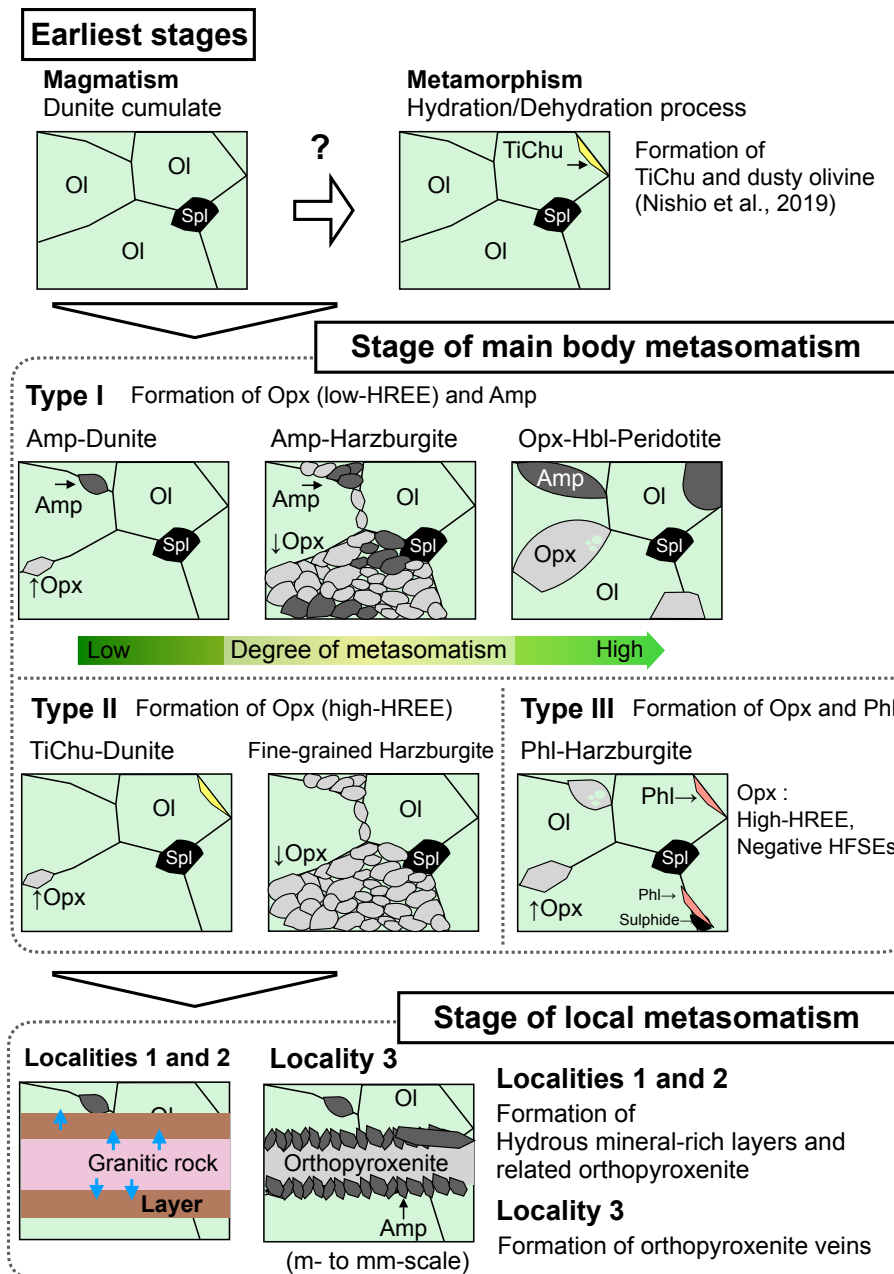 Earliest stages
Magmatism
Dunite cumulate
Ol
Ol
Spl
Ol
?
Metamorphism
Hydration/Dehydration process
TiChu
Ol
Spl
Ol
Formation of
TiChu and dusty olivine
(Nishio et al., 2019)
Stage of main body metasomatism
Type I Formation of Opx (low-HREE) and Amp
Amp-Dunite
Amp
Ol
Spl
↑Opx
Amp-Harzburgite
Amp
Ol
↓Opx
Spl
Opx-Hbl-Peridotite
Amp
Ol
Opx
Spl
Ol
Low Degree of metasomatism High
Type II Formation of Opx (high-HREE)
TiChu-Dunite
Ol
Spl
↑Opx
Fine-grained Harzburgite
Ol
↓Opx
Spl
Type III Formation of Opx and Phl
Phl-Harzburgite
Phl→
Ol
Spl
↑Opx
Phl→
Sulphide→
Opx :
High-HREE,
Negative HFSEs
Stage of local metasomatism
Localities 1 and 2
Ol
Granitic rock
Layer
Locality 3
Ol
Orthopyroxenite
Amp
(m- to mm-scale)
Localities 1 and 2
Formation of
Hydrous mineral-rich layers and
related orthopyroxenite
Locality 3
Formation of orthopyroxenite veins